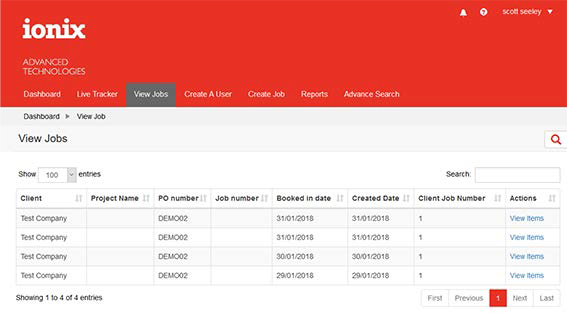 scott seeley
ionix
ADVANCED
TECHNOLOGIES
Dashboard Live Tracker View Jobs Create A User Create Job Reports Advance Search
Dashboard View Job
View Jobs
Show 100 entries Search:
Client Project Name PO number Job number Booked in date Created Date Client Job Number Actions
Test Company DEMO02 31/01/2018 31/01/2018 1 View Items
Test Company DEMO02 31/01/2018 31/01/2018 1 View Items
Test Company DEMO02 30/01/2018 30/01/2018 1 View Items
Test Company DEMO02 29/01/2018 29/01/2018 1 View Items
Showing 1 to 4 of 4 entries First Previous 1 Next Last